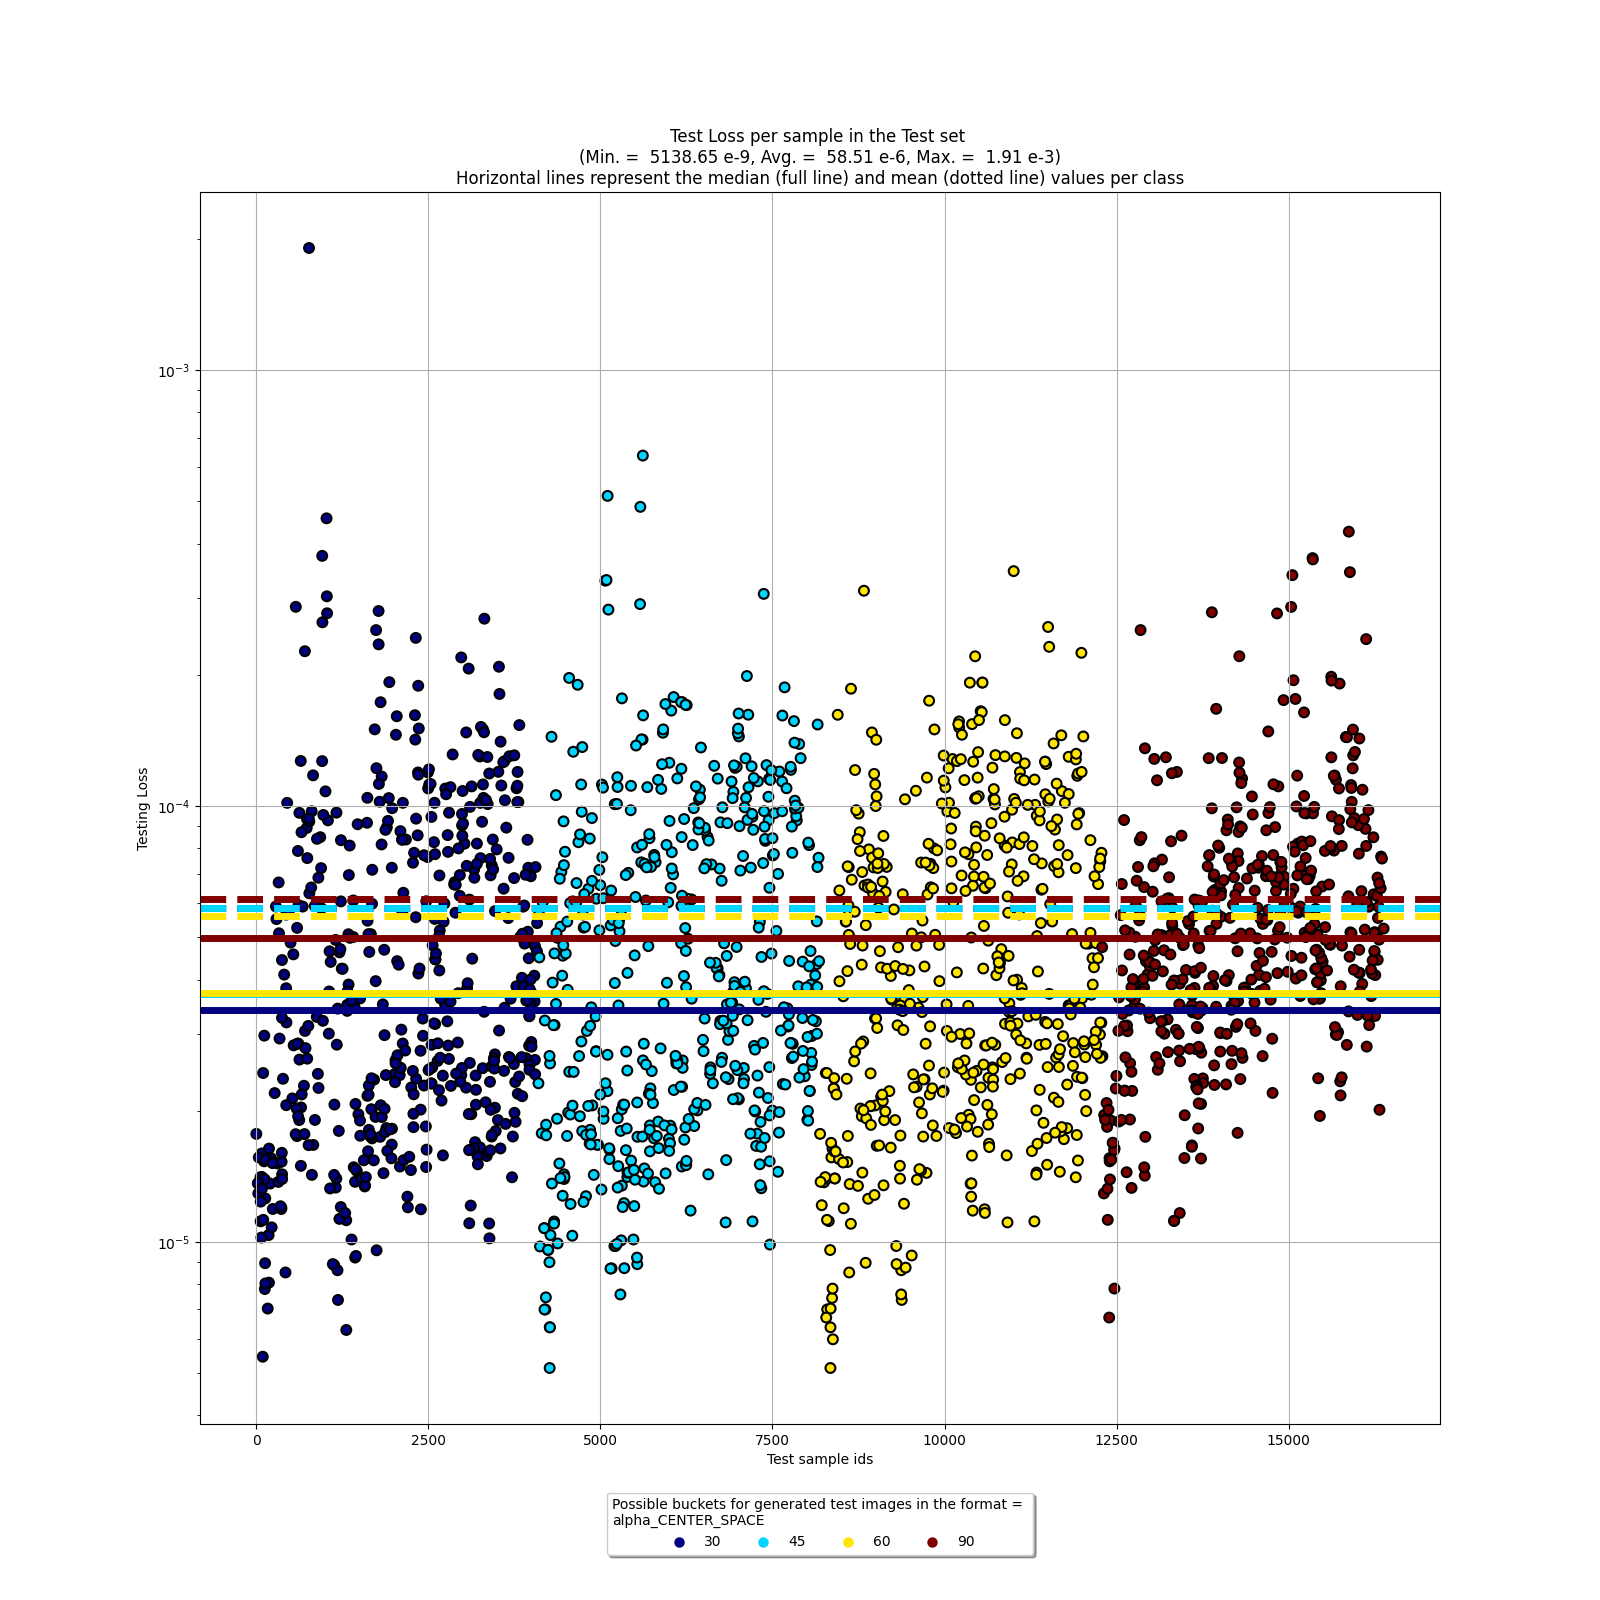 Test Loss per sample in the Test set
(Min. = 5138.65 e-9, Avg. = 58.51 e-6, Max. = 1.91 e-3)
Horizontal lines represent the median (full line) and mean (dotted line) values per class
Testing Loss
10⁻³
10⁻⁴
10⁻⁵
0 2500 5000 7500 10000 12500 15000
Test sample ids
Possible buckets for generated test images in the format =
alpha_CENTER_SPACE
30 45 60 90